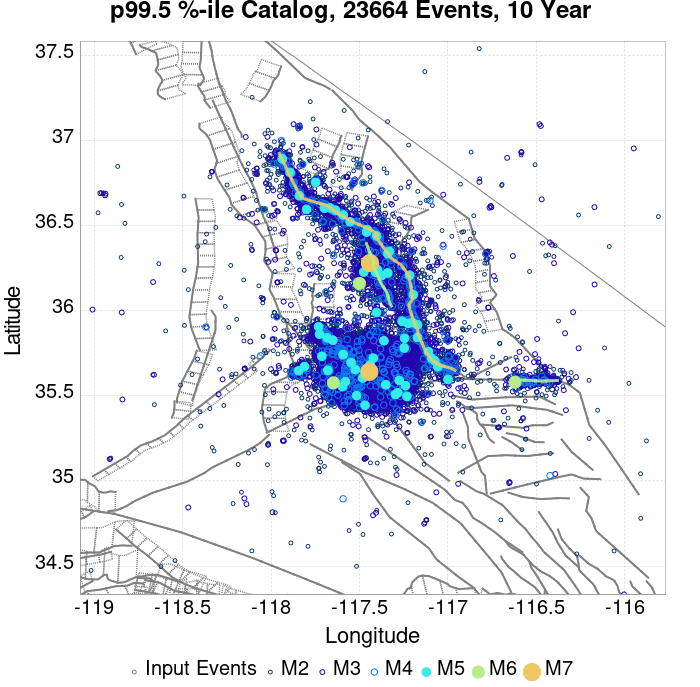 p99.5 %-ile Catalog, 23664 Events, 10 Year
37.5
37
36.5
36
35.5
35
34.5
Latitude
-119 -118.5 -118 -117.5 -117 -116.5 -116
Longitude
Input Events M2 M3 M4 M5 M6 M7